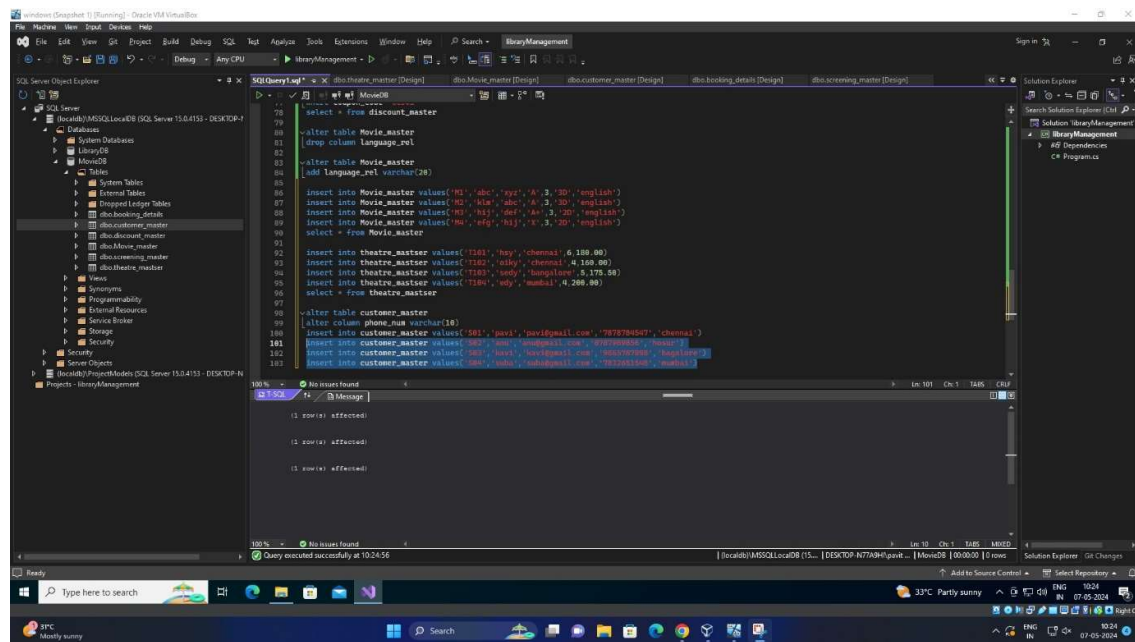 windows (Snapshot 1) [Running] - Oracle VM VirtualBox
File Machine View Input Devices Help
File Edit View Git Project Build Debug SQL Test Analyze Tools Extensions Window Help Search libraryManagement Sign in
Debug Any CPU libraryManagement
SQL Server Object Explorer
SQLQuery1.sql* dbo.theatre_mastser [Design] dbo.Movie_master [Design] dbo.customer_master [Design] dbo.booking_details [Design] dbo.screening_master [Design]
Solution Explorer
MovieDB
Search Solution Explorer (Ctrl
Solution 'libraryManagement'
libraryManagement
Dependencies
C# Program.cs
SQL Server
(localdb)\MSSQLLocalDB (SQL Server 15.0.4153 - DESKTOP-
Databases
System Databases
LibraryDB
MovieDB
Tables
System Tables
External Tables
Dropped Ledger Tables
dbo.booking_details
dbo.customer_master
dbo.discount_master
dbo.Movie_master
dbo.screening_master
dbo.theatre_mastser
Views
Synonyms
Programmability
External Resources
Service Broker
Storage
Security
Security
Server Objects
(localdb)\ProjectModels (SQL Server 15.0.4153 - DESKTOP-N
Projects - libraryManagement
78 select * from discount_master
79
80 alter table Movie_master
81 drop column language_rel
82
83 alter table Movie_master
84 add language_rel varchar(20)
85
86 insert into Movie_master values('M1','abc','xyz','A',3,'3D','english')
87 insert into Movie_master values('M2','klm','abc','A',3,'3D','english')
88 insert into Movie_master values('M3','hij','def','A+',3,'2D','english')
89 insert into Movie_master values('M4','efg','hij','X',3,'2D','english')
90 select * from Movie_master
91
92 insert into theatre_mastser values('T101','hsy','chennai',6,180.00)
93 insert into theatre_mastser values('T102','oiky','chennai',4,160.00)
94 insert into theatre_mastser values('T103','sedy','bangalore',5,175.50)
95 insert into theatre_mastser values('T104','wdy','mumbai',4,200.00)
96 select * from theatre_mastser
97
98 alter table customer_master
99 alter column phone_num varchar(10)
100 insert into customer_master values('S01','pavi','pavi@gmail.com','7878784547','chennai')
101 insert into customer_master values('S02','anu','anu@gmail.com',
102 insert into customer_master values('S03','kavi','kavi@gmail.com',
103 insert into customer_master values('S04',
100 % No issues found Ln: 101 Ch: 1 TABS CRLF
T-SQL Message
(1 row(s) affected)
(1 row(s) affected)
(1 row(s) affected)
100 % No issues found Ln: 10 Ch: 1 TABS MIXED
Query executed successfully at 10:24:56 (localdb)\MSSQLLocalDB (15... DESKTOP-N77A9HI\pavit ... MovieDB 00:00:00 0 rows
Solution Explorer Git Changes
Ready Add to Source Control Select Repository
Type here to search 33°C Partly sunny ENG IN 10:24 07-05-2024
Right C
31°C Mostly sunny Search ENG IN 10:24 07-05-2024